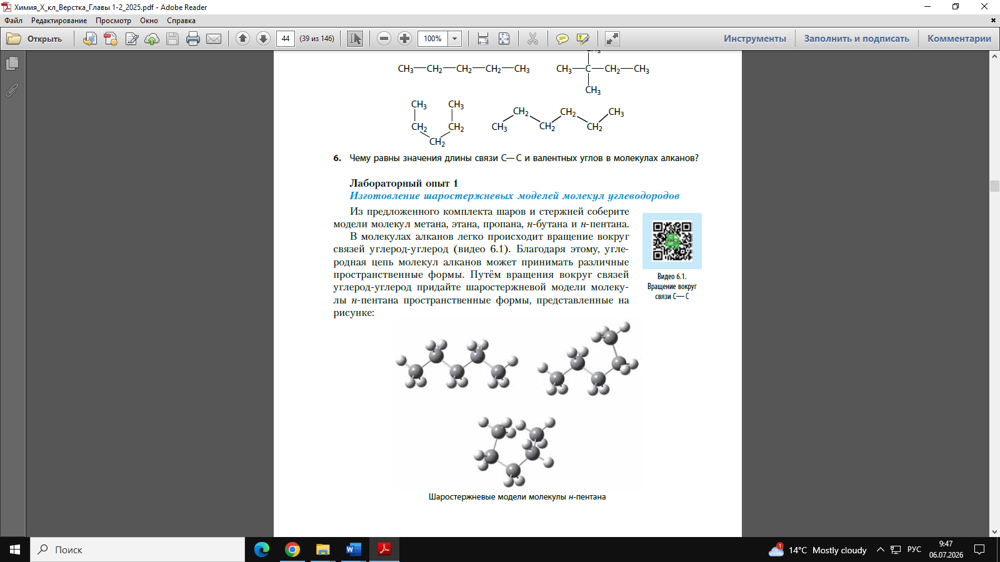 Химия_X_кл_Верстка_Главы 1-2_2025.pdf - Adobe Reader
Файл Редактирование Просмотр Окно Справка
Открыть 44 (39 из 146) 100% Инструменты Заполнить и подписать Комментарии
CH3
CH3—CH2—CH2—CH2—CH3 CH3—C—CH2—CH3
CH3
CH3 CH3
CH2 CH2 CH3
CH2 CH2 CH3 CH2 CH2
CH2
6. Чему равны значения длины связи C—C и валентных углов в молекулах алканов?
Лабораторный опыт 1
Изготовление шаростержневых моделей молекул углеводородов
Из предложенного комплекта шаров и стержней соберите
модели молекул метана, этана, пропана, н-бутана и н-пентана.
В молекулах алканов легко происходит вращение вокруг
связей углерод-углерод (видео 6.1). Благодаря этому, угле-
родная цепь молекул алканов может принимать различные
пространственные формы. Путём вращения вокруг связей
углерод-углерод придайте шаростержневой модели молеку-
лы н-пентана пространственные формы, представленные на
рисунке:
Видео 6.1.
Вращение вокруг
связи C—C
Шаростержневые модели молекулы н-пентана
Поиск
1 14°C Mostly cloudy РУС 9:47
06.07.2026